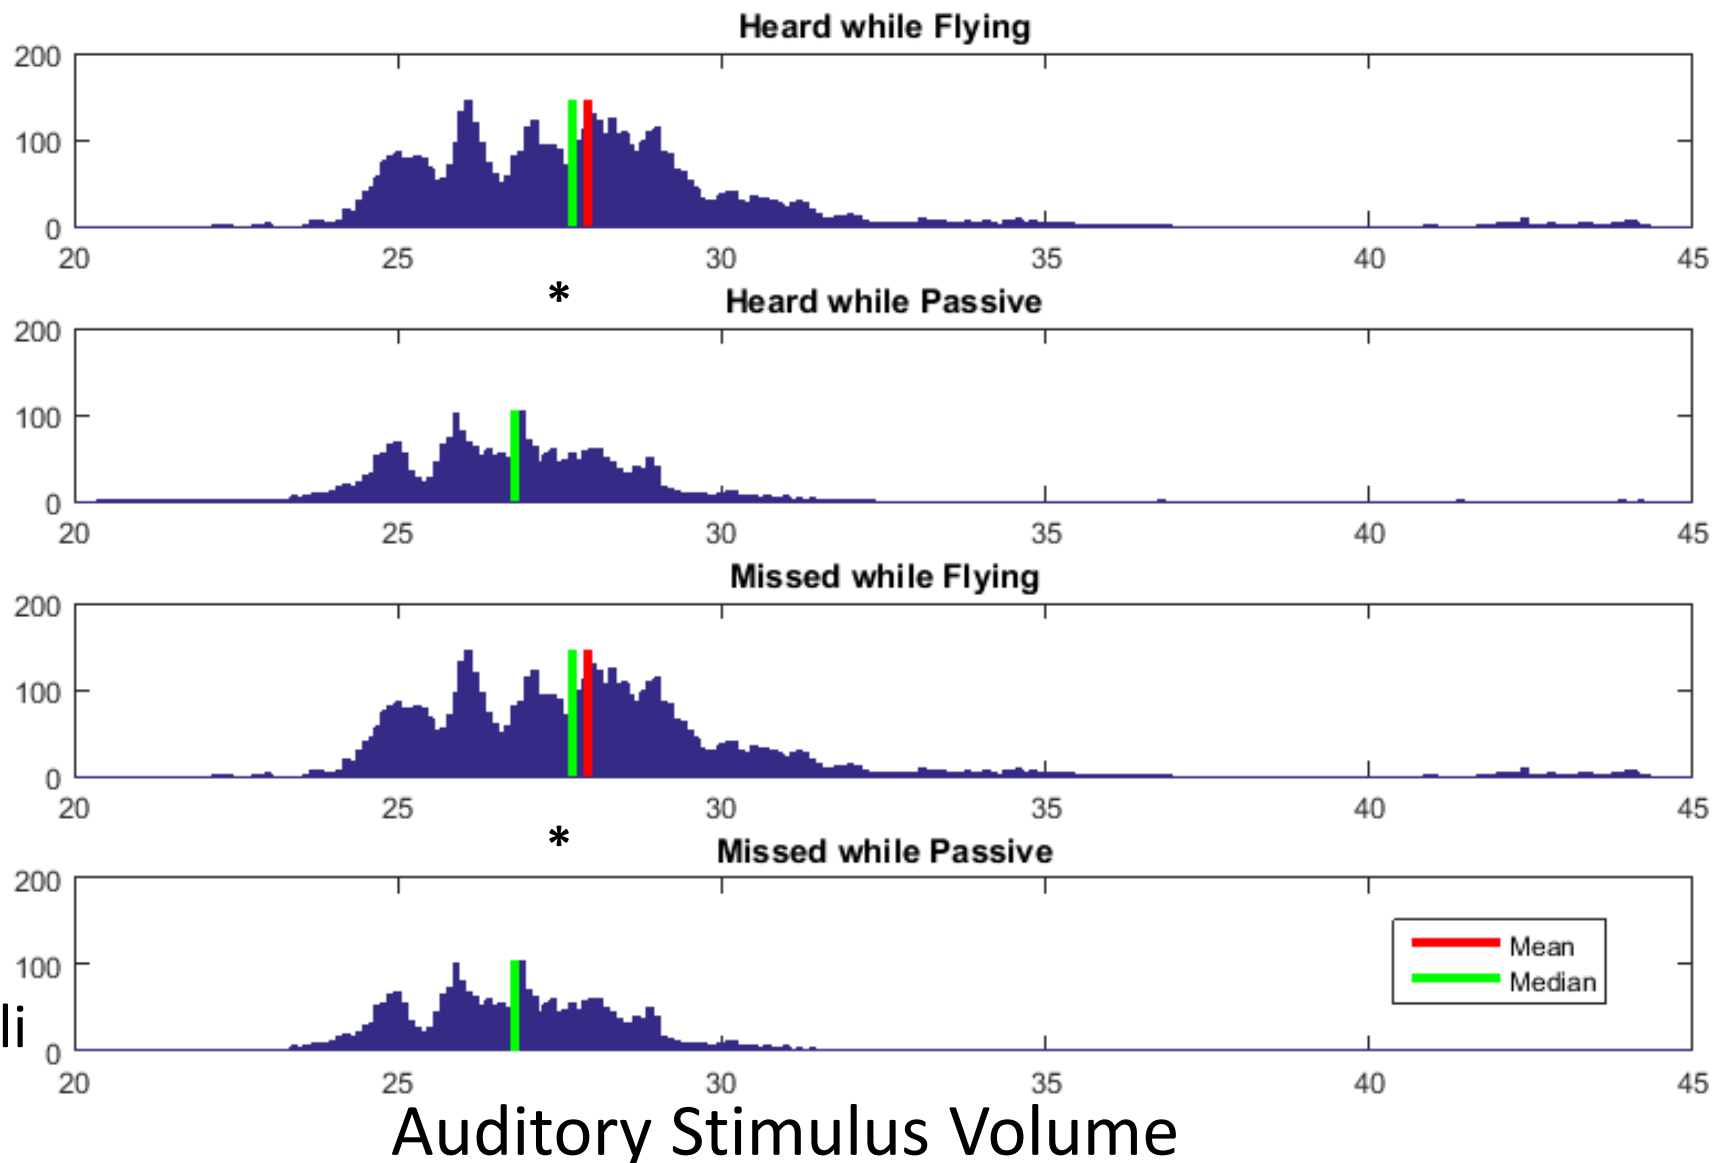 Heard while Flying
200
100
0
20 25 30 35 40 45
*
Heard while Passive
200
100
0
20 25 30 35 40 45
Missed while Flying
200
100
0
20 25 30 35 40 45
*
Missed while Passive
200
100
0
Mean
Median
li
20 25 30 35 40 45
Auditory Stimulus Volume